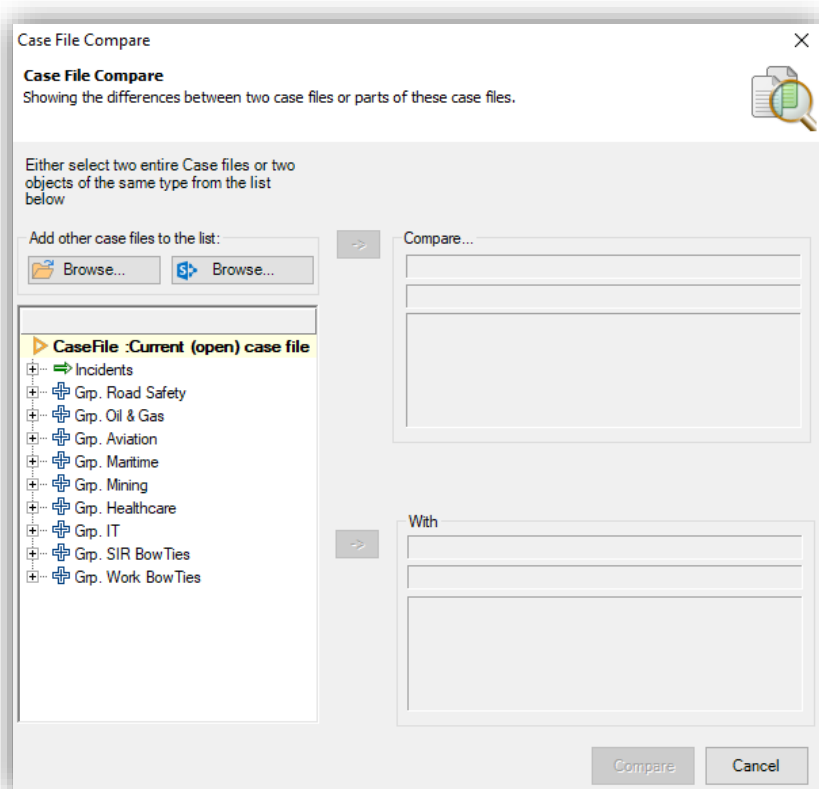 Case File Compare
Case File Compare
Showing the differences between two case files or parts of these case files.
Either select two entire Case files or two
objects of the same type from the list
below
Add other case files to the list:
Browse...
Browse...
->
Compare...
CaseFile :Current (open) case file
Incidents
Grp. Road Safety
Grp. Oil & Gas
Grp. Aviation
Grp. Maritime
Grp. Mining
Grp. Healthcare
Grp. IT
Grp. SIR BowTies
Grp. Work BowTies
->
With
Compare
Cancel